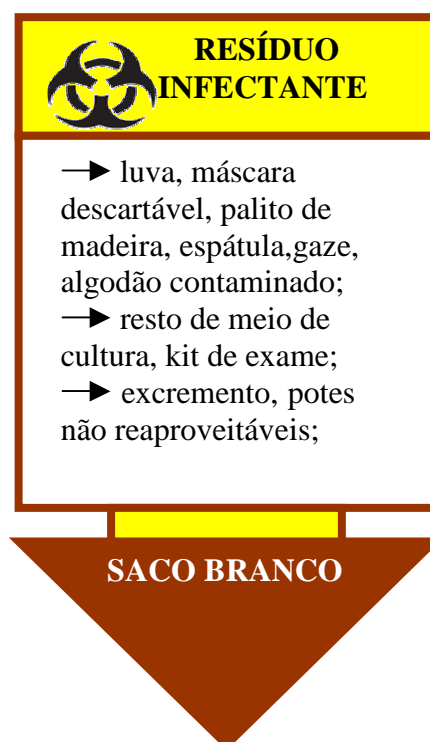 RESÍDUO
INFECTANTE
→ luva, máscara
descartável, palito de
madeira, espátula,gaze,
algodão contaminado;
→ resto de meio de
cultura, kit de exame;
→ excremento, potes
não reaproveitáveis;
SACO BRANCO